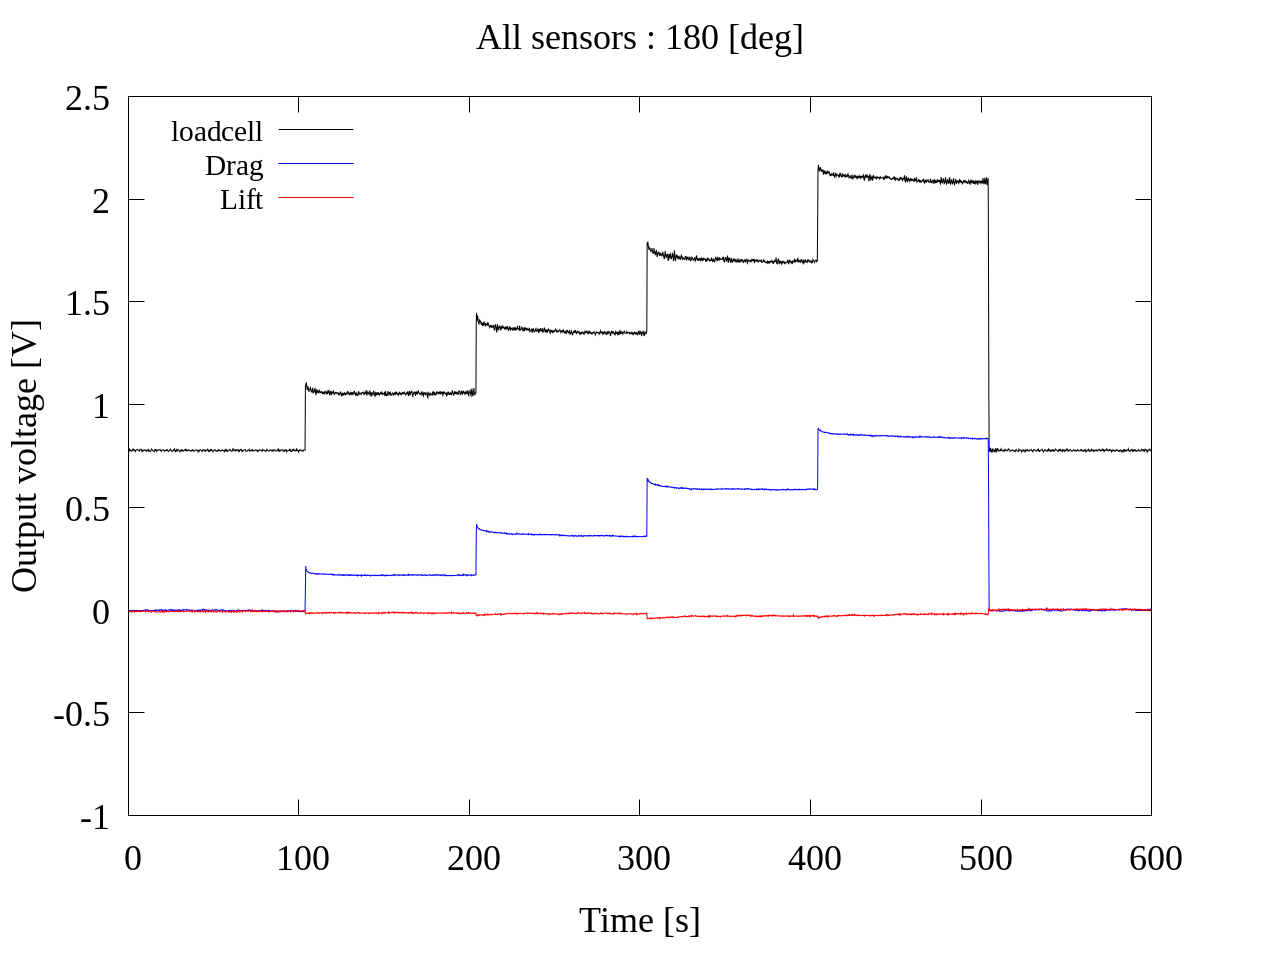 All sensors : 180 [deg]
2.5
2
1.5
1
0.5
0
-0.5
-1
loadcell
Drag
Lift
Output voltage [V]
0 100 200 300 400 500 600
Time [s]